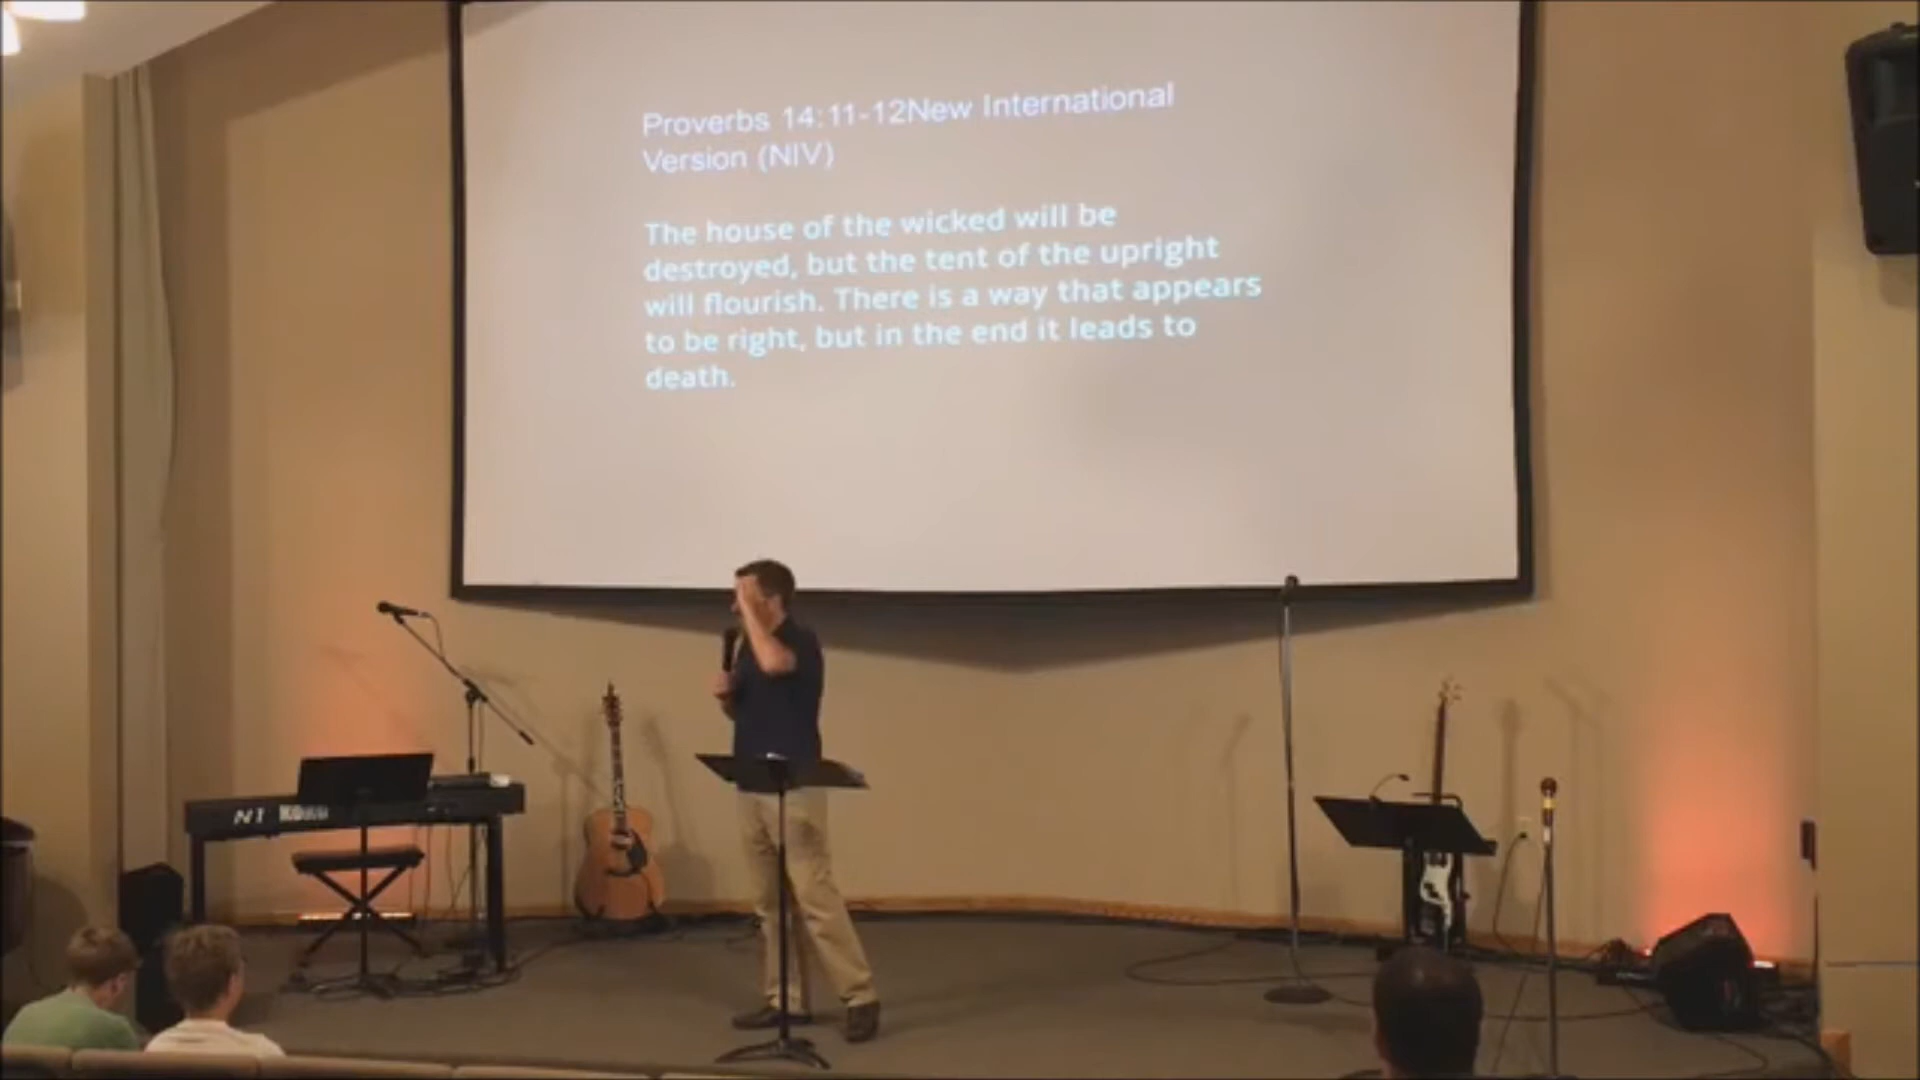 Proverbs 14:11-12New International
Version (NIV)
The house of the wicked will be
destroyed, but the tent of the upright
will flourish. There is a way that appears
to be right, but in the end it leads to
death.
N1